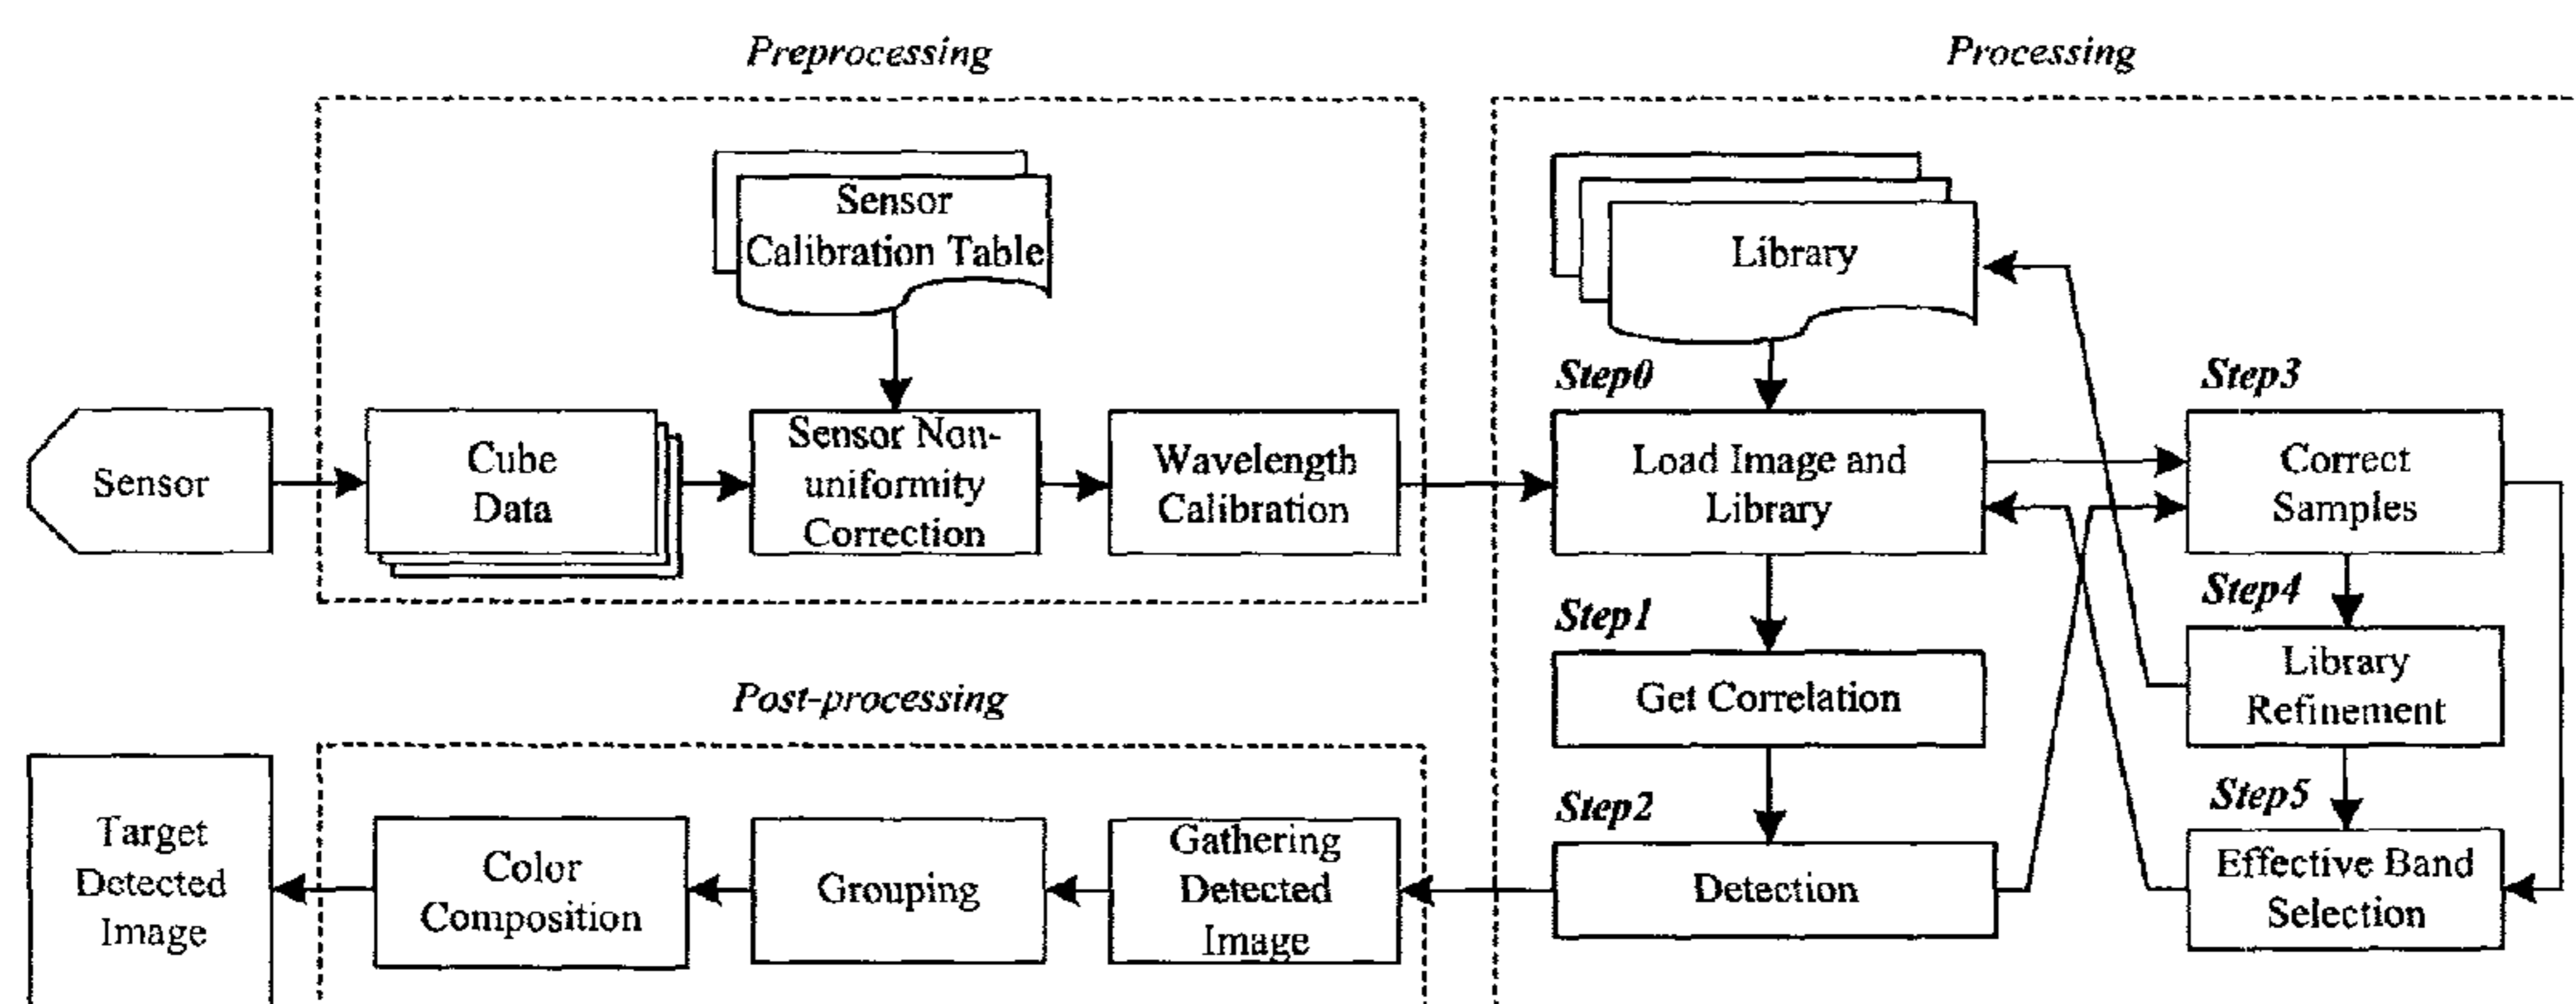 Preprocessing
Processing
Sensor
Calibration Table
Library
Step0
Step3
Sensor
Cube
Data
Sensor Non-
uniformity
Correction
Wavelength
Calibration
Load Image and
Library
Correct
Samples
Step1
Step4
Get Correlation
Library
Refinement
Post-processing
Step2
Step5
Target
Detected
Image
Color
Composition
Grouping
Gathering
Detected
Image
Detection
Effective Band
Selection